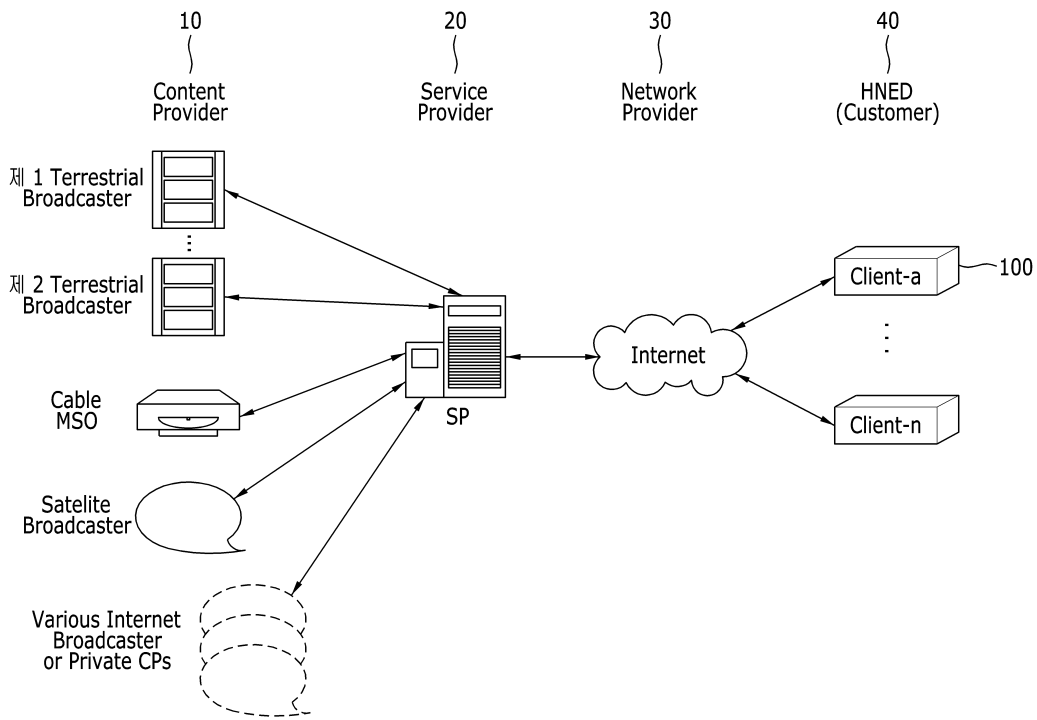 10
20
30
40
Content
Provider
Service
Provider
Network
Provider
HNED
(Customer)
제 1 Terrestrial
Broadcaster
제 2 Terrestrial
Broadcaster
Client-a
100
Internet
Cable
MSO
SP
Client-n
Satelite
Broadcaster
Various Internet
Broadcaster
or Private CPs